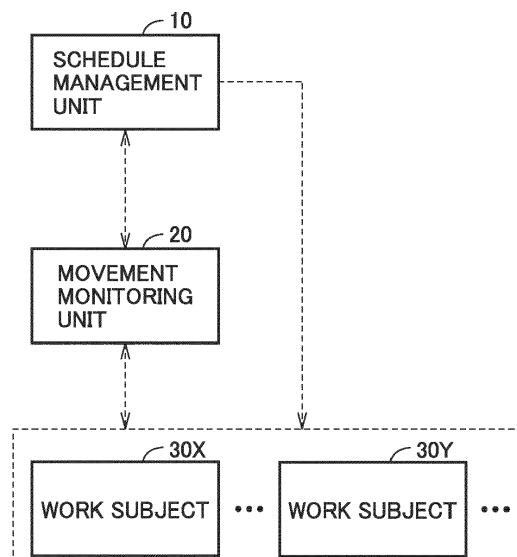 10
SCHEDULE
MANAGEMENT
UNIT
20
MOVEMENT
MONITORING
UNIT
30X
30Y
WORK SUBJECT ••• WORK SUBJECT •••